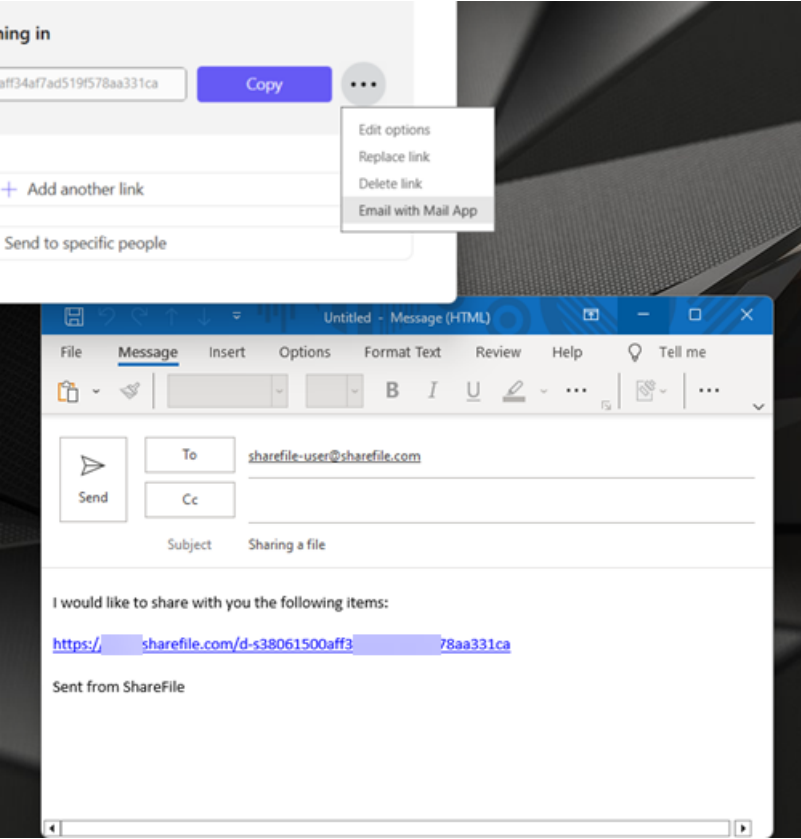 ning in
aff34af7ad519f578aa331ca
Copy
Edit options
Replace link
Delete link
Email with Mail App
Add another link
Send to specific people
Untitled - Message (HTML)
File Message Insert Options Format Text Review Help Tell me
B I U
Send
To sharefile-user@sharefile.com
Cc
Subject Sharing a file
I would like to share with you the following items:
https:// sharefile.com/d-s38061500aff3 78aa331ca
Sent from ShareFile